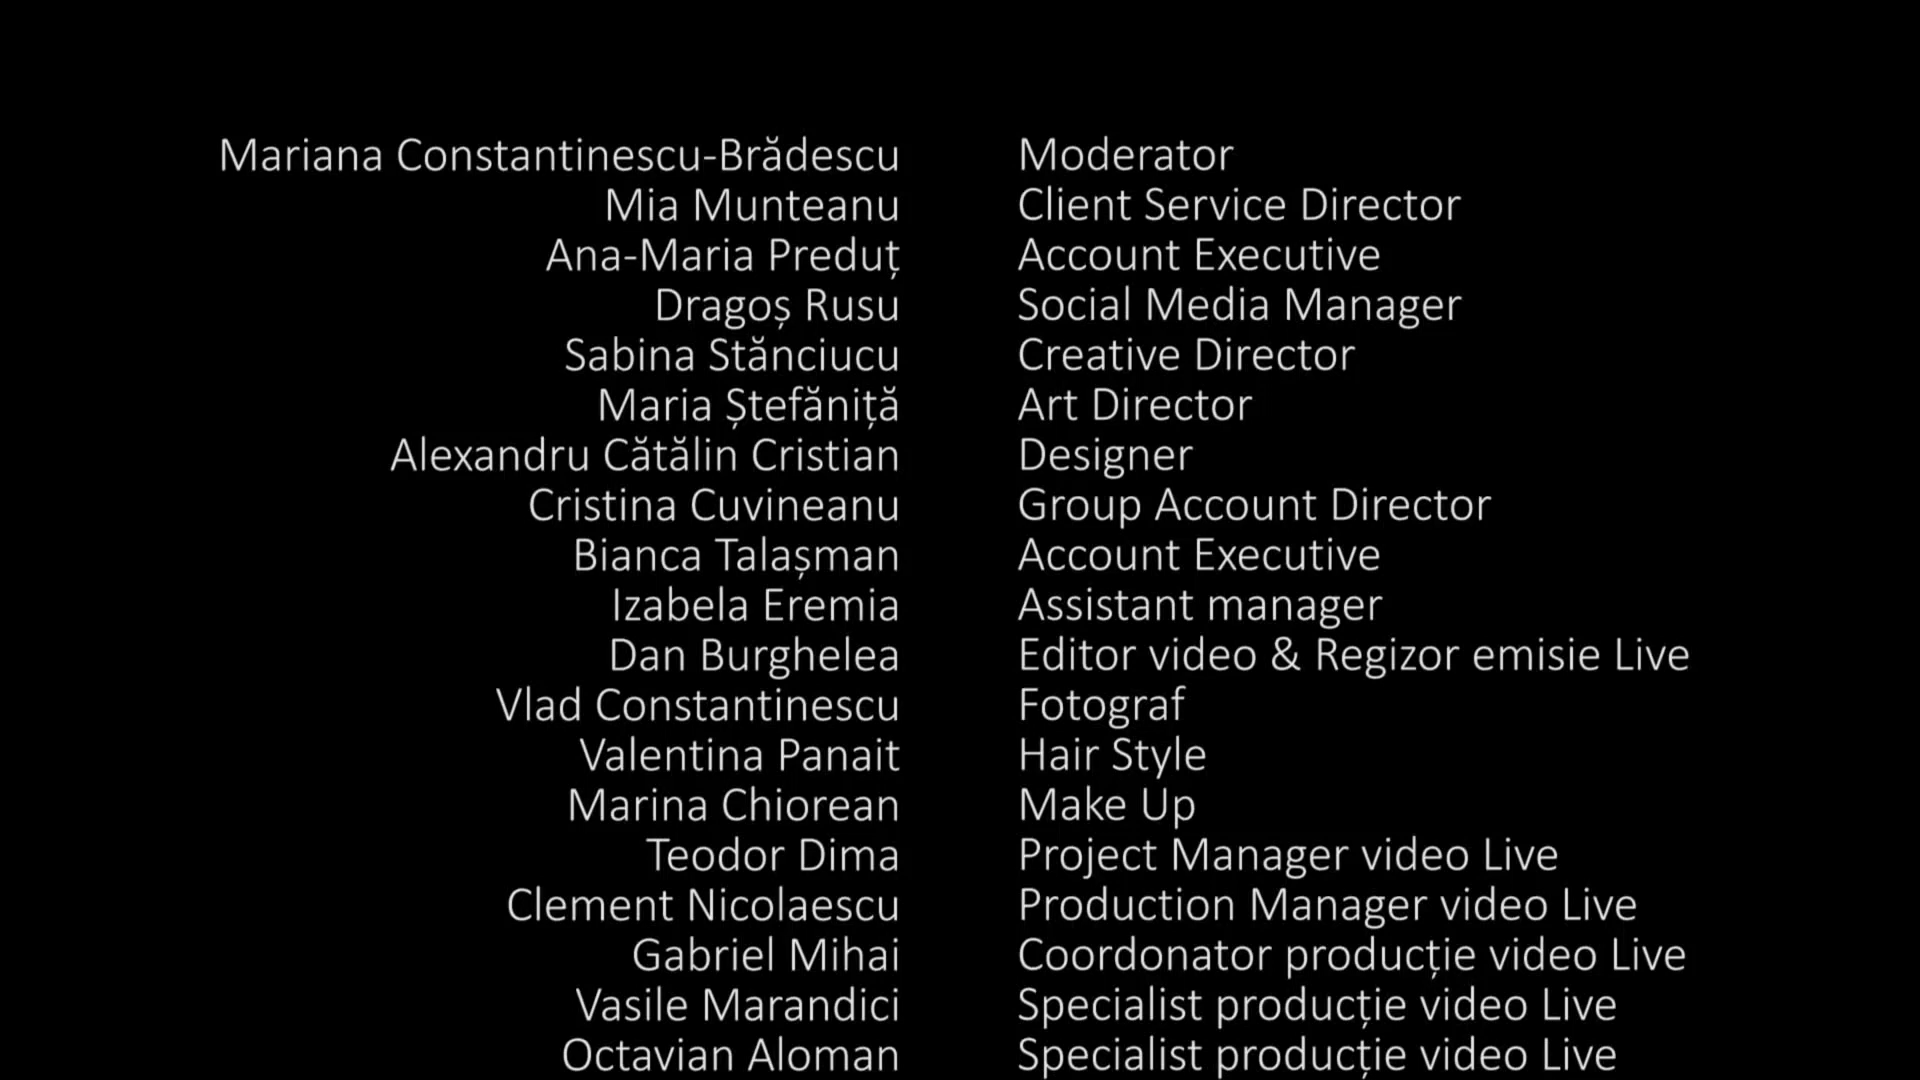 Mariana Constantinescu-Brădescu Moderator
Mia Munteanu Client Service Director
Ana-Maria Preduț Account Executive
Dragoș Rusu Social Media Manager
Sabina Stănciucu Creative Director
Maria Ștefăniță Art Director
Alexandru Cătălin Cristian Designer
Cristina Cuvineanu Group Account Director
Bianca Talașman Account Executive
Izabela Eremia Assistant manager
Dan Burghelea Editor video & Regizor emisie Live
Vlad Constantinescu Fotograf
Valentina Panait Hair Style
Marina Chiorean Make Up
Teodor Dima Project Manager video Live
Clement Nicolaescu Production Manager video Live
Gabriel Mihai Coordonator producție video Live
Vasile Marandici Specialist producție video Live
Octavian Aloman Specialist producție video Live